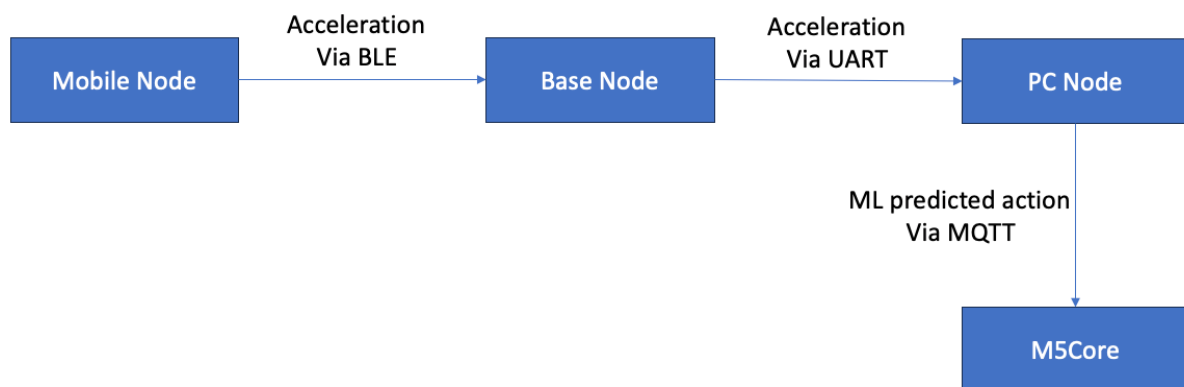 Acceleration
Via BLE
Acceleration
Via UART
Mobile Node
Base Node
PC Node
ML predicted action
Via MQTT
M5Core